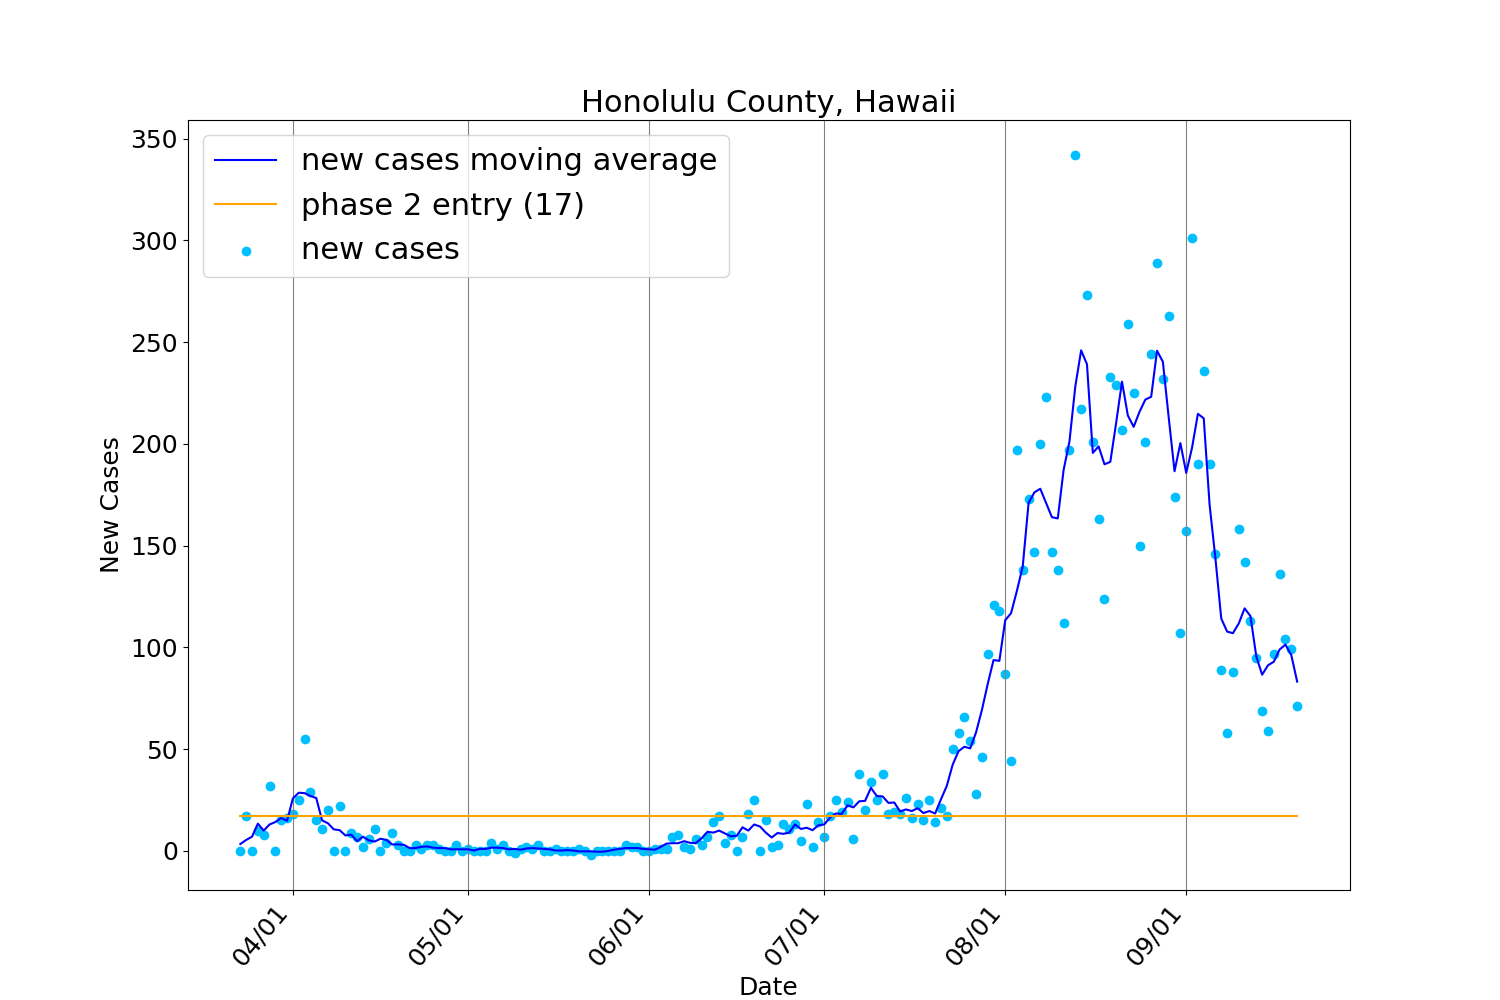 Honolulu County, Hawaii
new cases moving average
phase 2 entry (17)
new cases
350
300
250
200
150
100
50
0
New Cases
04/01
05/01
06/01
07/01
08/01
09/01
Date